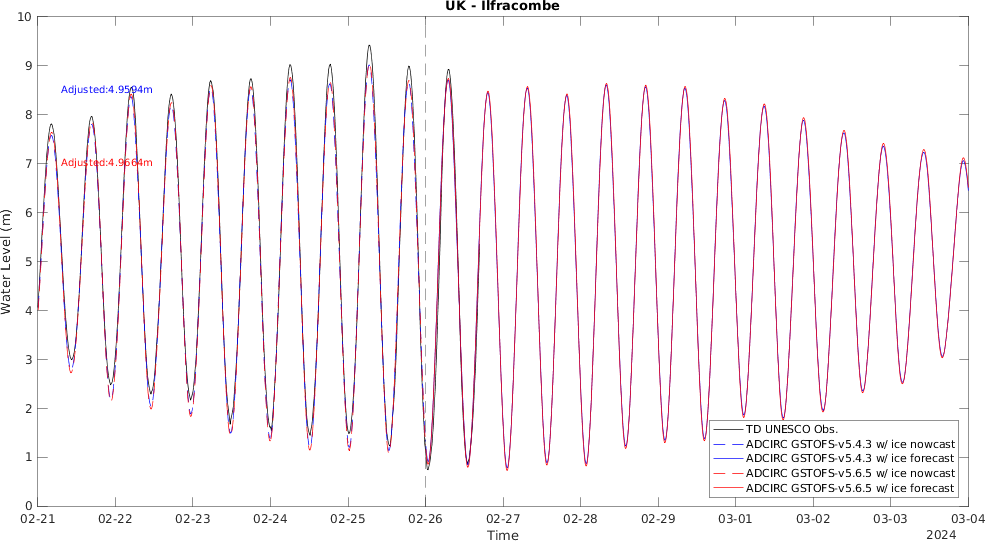 UK - Ilfracombe
10
9
8
7
6
5
4
3
2
1
0
Water Level (m)
Adjusted:4.9594m
Adjusted:4.9664m
TD UNESCO Obs.
ADCIRC GSTOFS-v5.4.3 w/ ice nowcast
ADCIRC GSTOFS-v5.4.3 w/ ice forecast
ADCIRC GSTOFS-v5.6.5 w/ ice nowcast
ADCIRC GSTOFS-v5.6.5 w/ ice forecast
02-21 02-22 02-23 02-24 02-25 02-26 02-27 02-28 02-29 03-01 03-02 03-03 03-04
Time
2024